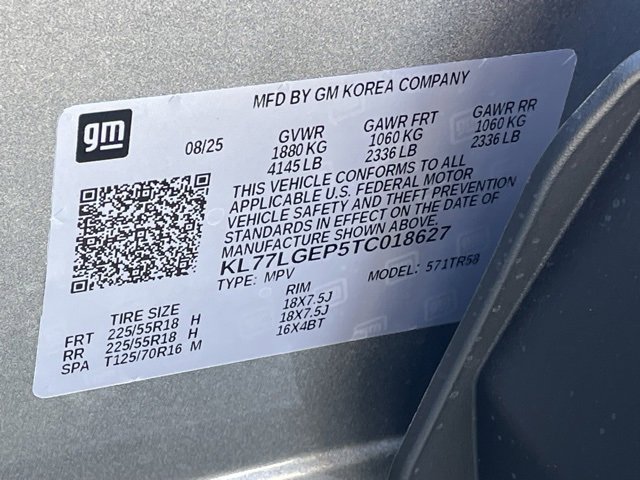 MFD BY GM KOREA COMPANY
gm
08/25
GVWR GAWR FRT GAWR RR
1880 KG 1060 KG 1060 KG
4145 LB 2336 LB 2336 LB
THIS VEHICLE CONFORMS TO ALL
APPLICABLE U.S. FEDERAL MOTOR
VEHICLE SAFETY AND THEFT PREVENTION
STANDARDS IN EFFECT ON THE DATE OF
MANUFACTURE SHOWN ABOVE.
KL77LGEP5TC018627
TYPE: MPV MODEL: 571TR58
TIRE SIZE RIM
FRT 225/55R18 H 18X7.5J
RR 225/55R18 H 18X7.5J
SPA T125/70R16 M 16X4BT